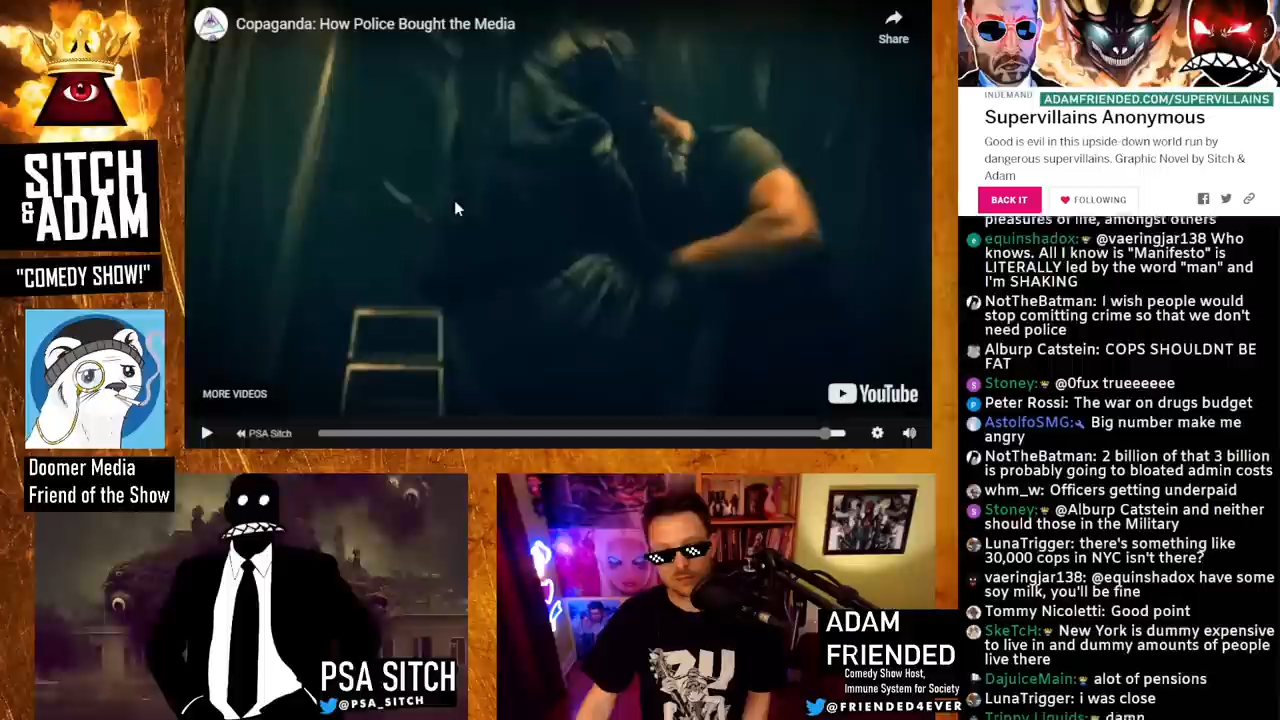 Copaganda: How Police Bought the Media
Share
MORE VIDEOS
YouTube
PSA Sitch
SITCH
& ADAM
"COMEDY SHOW!"
Doomer Media
Friend of the Show
PSA SITCH
@PSA_SITCH
ADAM
FRIENDED
Comedy Show Host,
Immune System for Society
@FRIENDED4EVER
INDEMAND
ADAMFRIENDED.COM/SUPERVILLAINS
Supervillains Anonymous
Good is evil in this upside-down world run by
dangerous supervillains. Graphic Novel by Sitch &
Adam
BACK IT
FOLLOWING
pleasures of life, amongst others
equinshadox: @vaeringjar138 Who
knows. All I know is "Manifesto" is
LITERALLY led by the word "man" and
I'm SHAKING
NotTheBatman: I wish people would
stop comitting crime so that we don't
need police
Alburp Catstein: COPS SHOULDNT BE
FAT
Stoney: @0fux trueeeeee
Peter Rossi: The war on drugs budget
AstolfoSMG: Big number make me
angry
NotTheBatman: 2 billion of that 3 billion
is probably going to bloated admin costs
whm_w: Officers getting underpaid
Stoney: @Alburp Catstein and neither
should those in the Military
LunaTrigger: there's something like
30,000 cops in NYC isn't there?
vaeringjar138: @equinshadox have some
soy milk, you'll be fine
Tommy Nicoletti: Good point
SkeTcH: New York is dummy expensive
to live in and dummy amounts of people
live there
DajuiceMain: alot of pensions
LunaTrigger: i was close
Trippy Liquids: damn